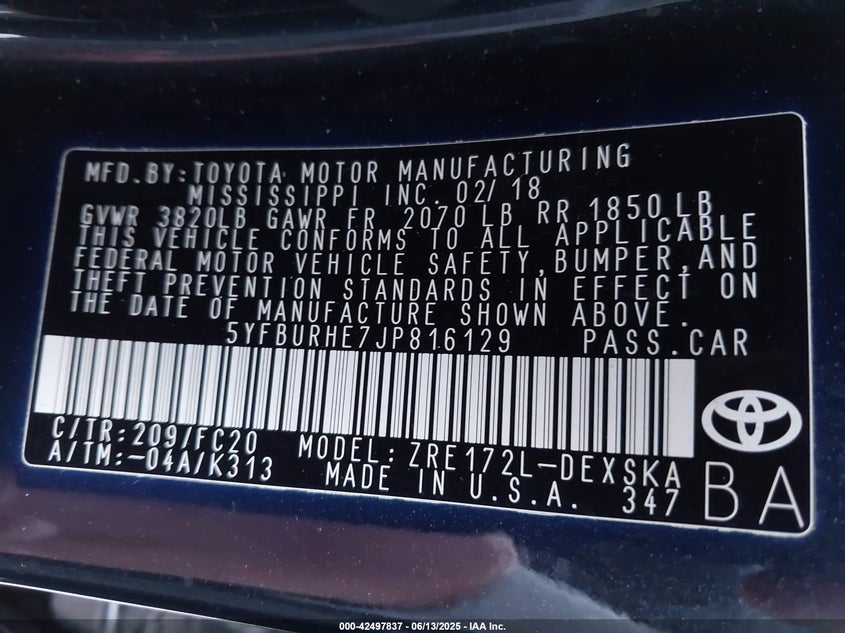 MFD.BY:TOYOTA MOTOR MANUFACTURING
MISSISSIPPI INC. 02/18
GVWR 3820LB GAWR FR 2070 LB RR 1850 LB
THIS VEHICLE CONFORMS TO ALL APPLICABLE
FEDERAL MOTOR VEHICLE SAFETY,BUMPER,AND
THEFT PREVENTION STANDARDS IN EFFECT ON
THE DATE OF MANUFACTURE SHOWN ABOVE.
5YFBURHE7JP816129 PASS.CAR
C/TR:209/FC20 MODEL: ZRE172L-DEXSKA
A/TM:-04A/K313 MADE IN U.S.A. 347 BA
000-42497837 - 06/13/2025 - IAA Inc.